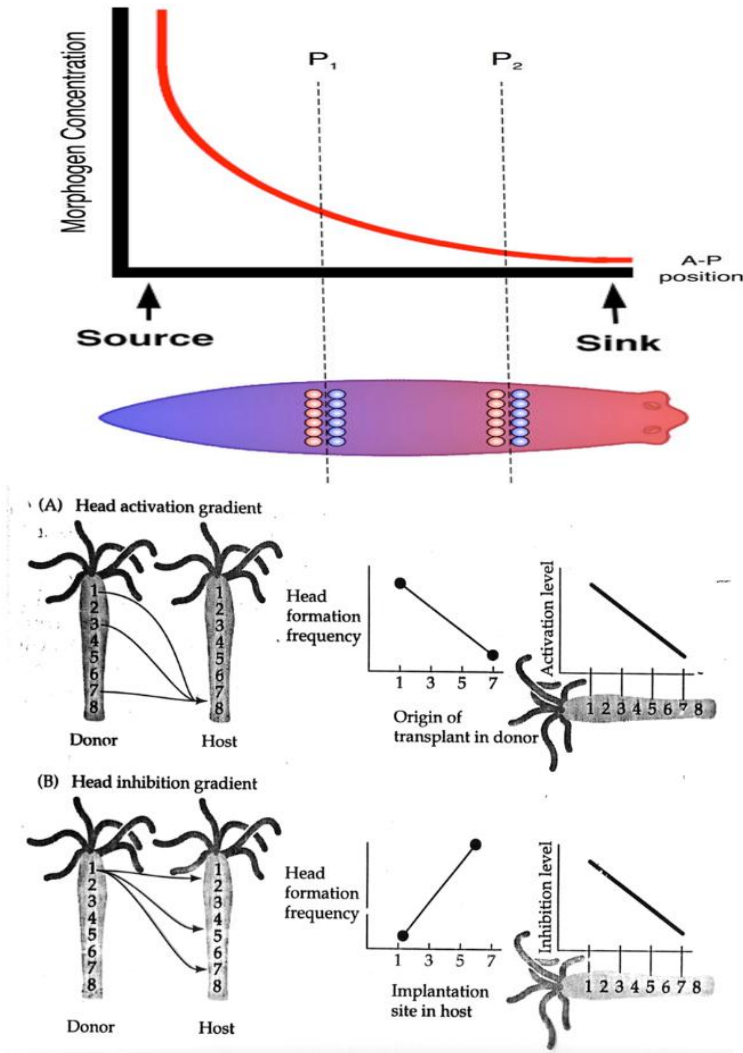 Morphogen Concentration
P1
P2
A-P
position
Source
Sink
(A) Head activation gradient
1.
1
2
3
4
5
6
7
8
Donor
1
2
3
4
5
6
7
8
Host
Head
formation
frequency
1 3 5 7
Origin of
transplant in donor
Activation level
1 2 3 4 5 6 7 8
(B) Head inhibition gradient
1
2
3
4
5
6
7
8
Donor
1
2
3
4
5
6
7
8
Host
Head
formation
frequency
1 3 5 7
Implantation
site in host
Inhibition level
1 2 3 4 5 6 7 8